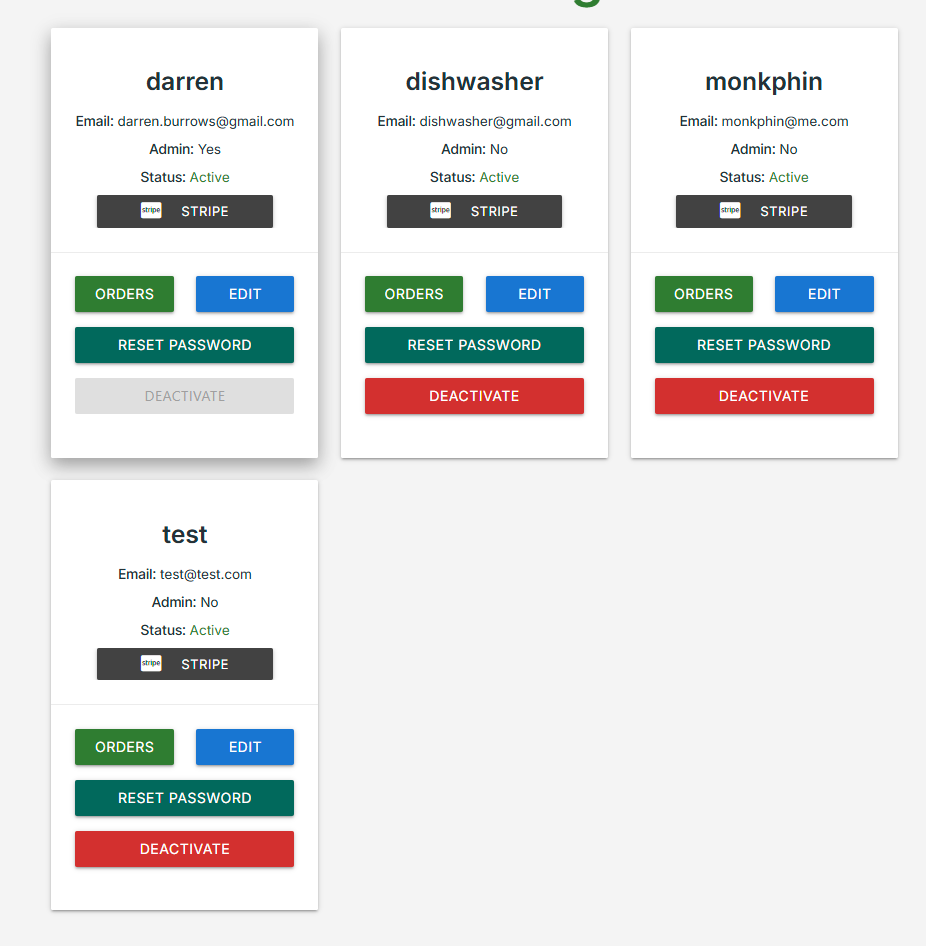 darren
Email: darren.burrows@gmail.com
Admin: Yes
Status: Active
stripe STRIPE
ORDERS EDIT
RESET PASSWORD
DEACTIVATE
dishwasher
Email: dishwasher@gmail.com
Admin: No
Status: Active
stripe STRIPE
ORDERS EDIT
RESET PASSWORD
DEACTIVATE
monkphin
Email: monkphin@me.com
Admin: No
Status: Active
stripe STRIPE
ORDERS EDIT
RESET PASSWORD
DEACTIVATE
test
Email: test@test.com
Admin: No
Status: Active
stripe STRIPE
ORDERS EDIT
RESET PASSWORD
DEACTIVATE